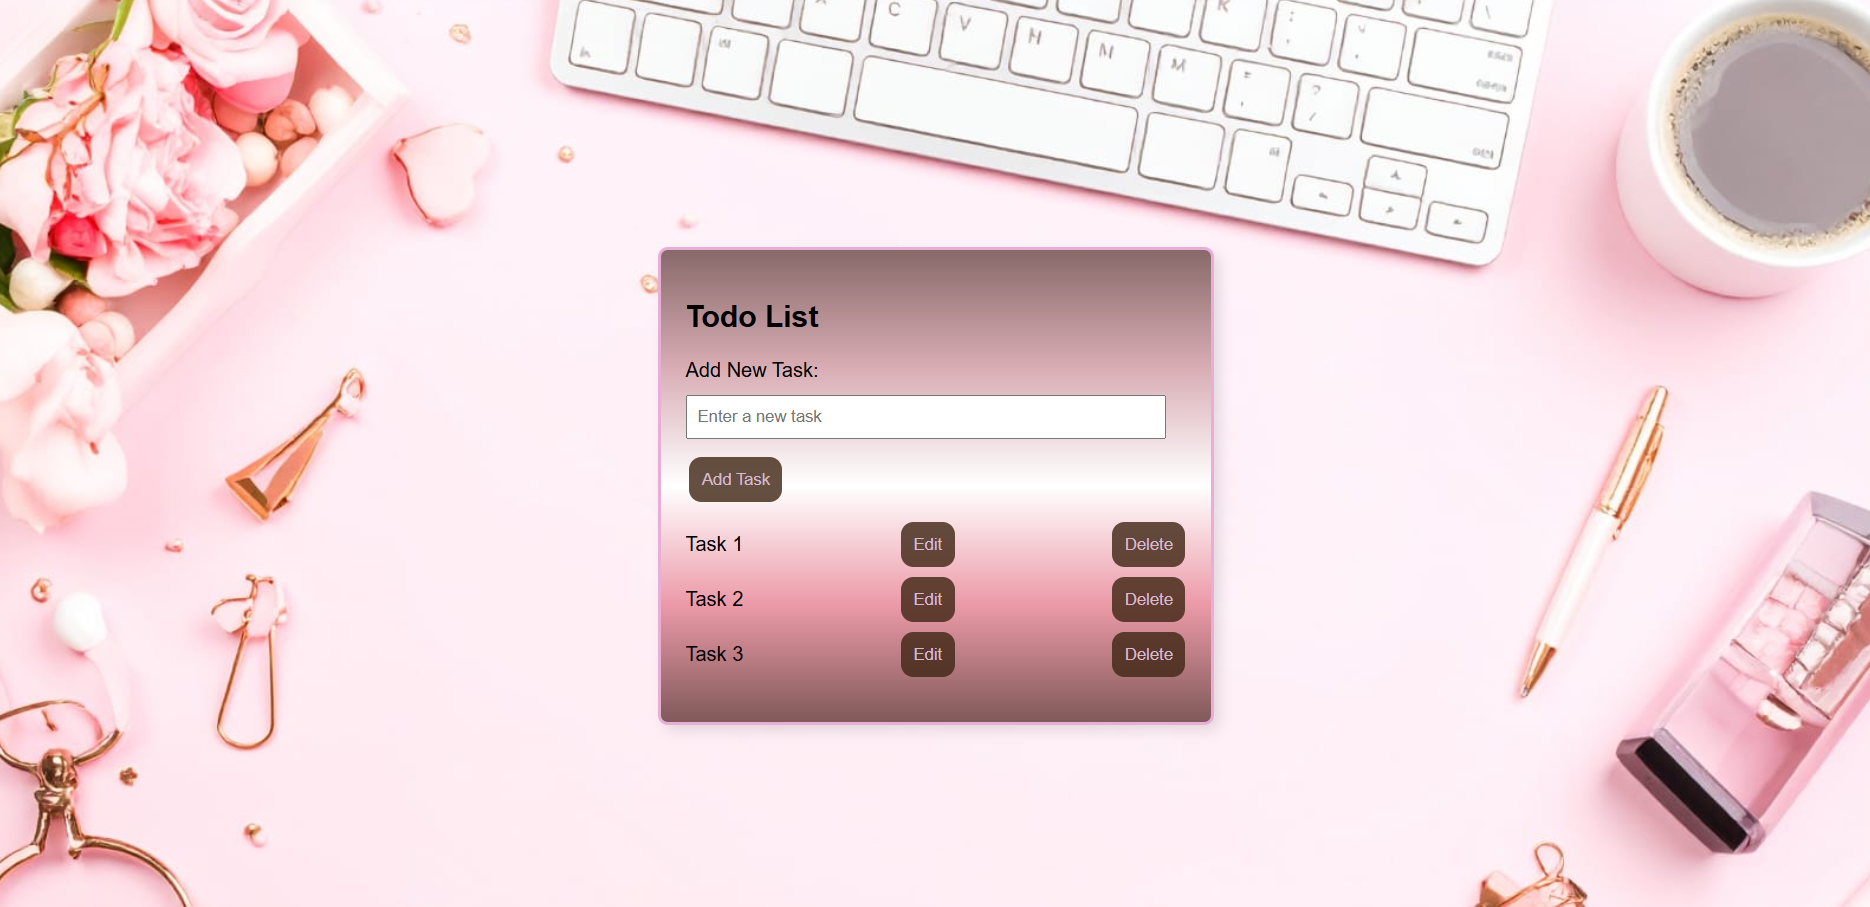 C V H M M K
Todo List
Add New Task:
Enter a new task
Add Task
Task 1 Edit Delete
Task 2 Edit Delete
Task 3 Edit Delete